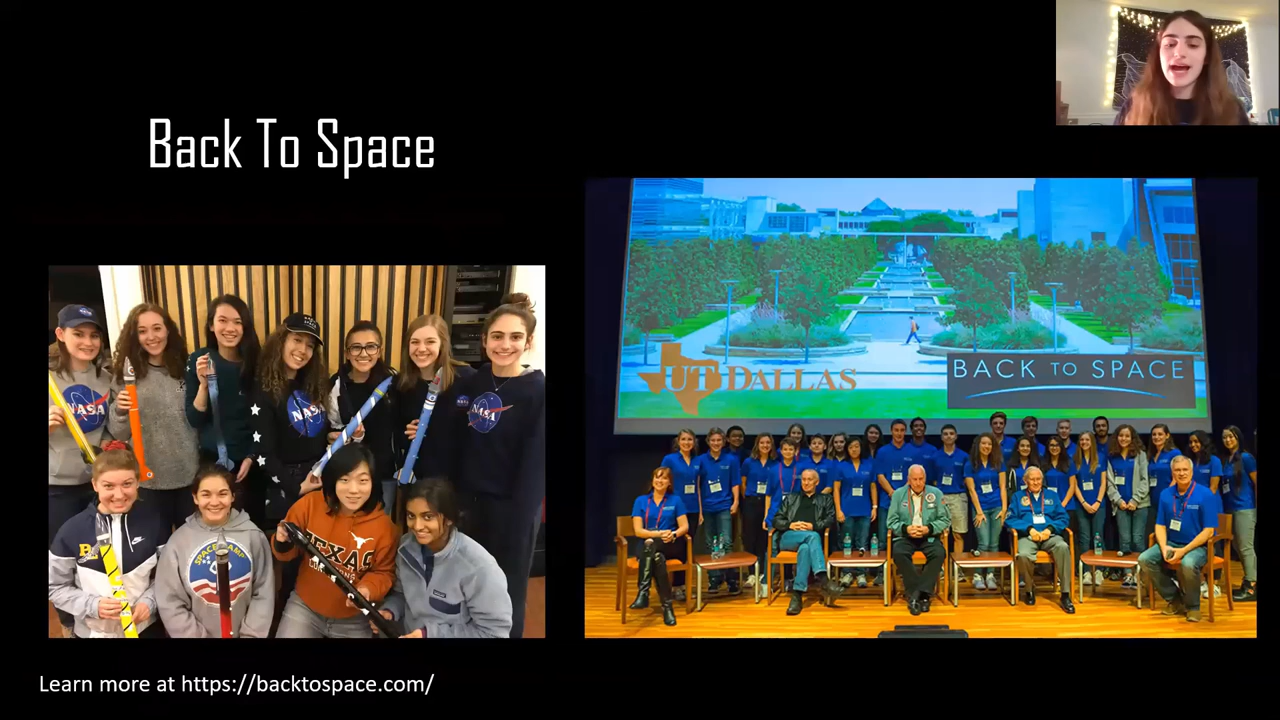 Back To Space
UT DALLAS
BACK TO SPACE
NASA
NASA
NASA
SPACE CAMP
TEXAS
Learn more at https://backtospace.com/